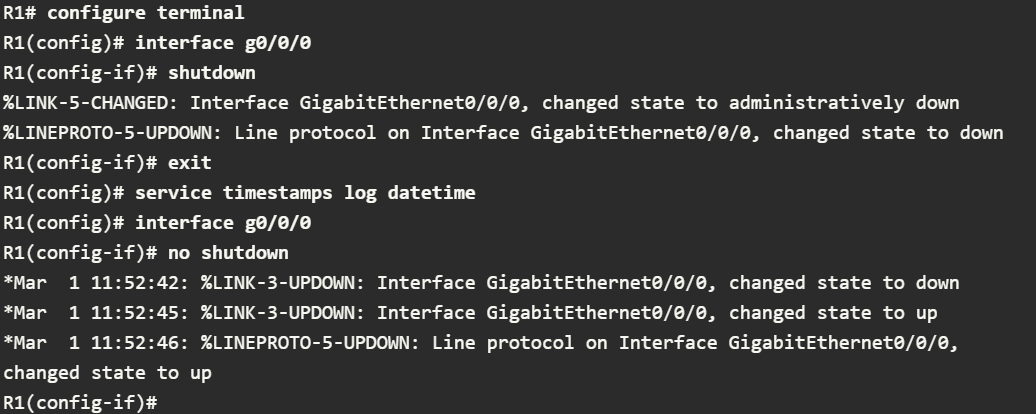 R1# configure terminal
R1(config)# interface g0/0/0
R1(config-if)# shutdown
%LINK-5-CHANGED: Interface GigabitEthernet0/0/0, changed state to administratively down
%LINEPROTO-5-UPDOWN: Line protocol on Interface GigabitEthernet0/0/0, changed state to down
R1(config-if)# exit
R1(config)# service timestamps log datetime
R1(config)# interface g0/0/0
R1(config-if)# no shutdown
*Mar  1 11:52:42: %LINK-3-UPDOWN: Interface GigabitEthernet0/0/0, changed state to down
*Mar  1 11:52:45: %LINK-3-UPDOWN: Interface GigabitEthernet0/0/0, changed state to up
*Mar  1 11:52:46: %LINEPROTO-5-UPDOWN: Line protocol on Interface GigabitEthernet0/0/0,
changed state to up
R1(config-if)#